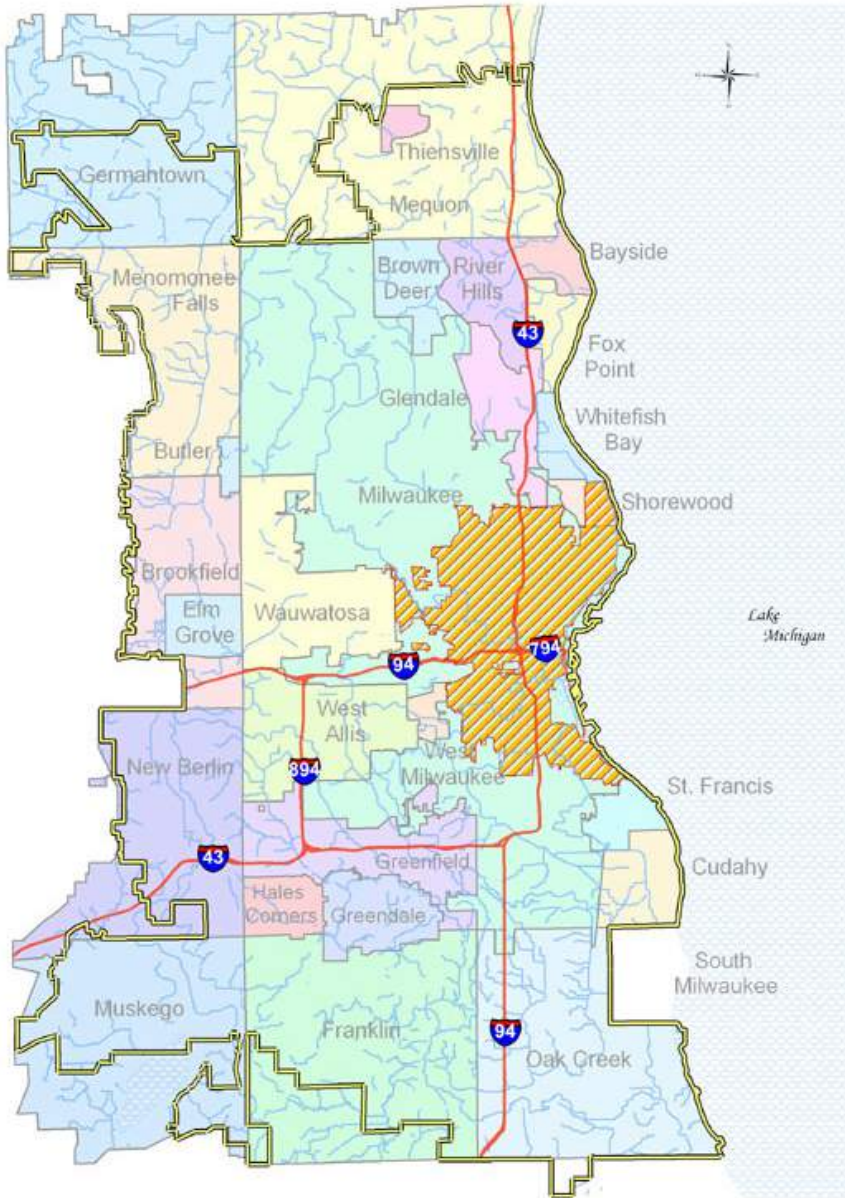 Thiensville
Germantown
Mequon
Bayside
Brown
Deer
River
Hills
Menomonee
Falls
43
Fox
Point
Glendale
Whitefish
Bay
Butler
Milwaukee
Shorewood
Brookfield
Elm
Grove
Wauwatosa
Lake
Michigan
794
94
West
Allis
West
Milwaukee
New Berlin
894
St. Francis
43
Greenfield
Cudahy
Hales
Corners
Greendale
South
Milwaukee
Muskego
Franklin
94
Oak Creek